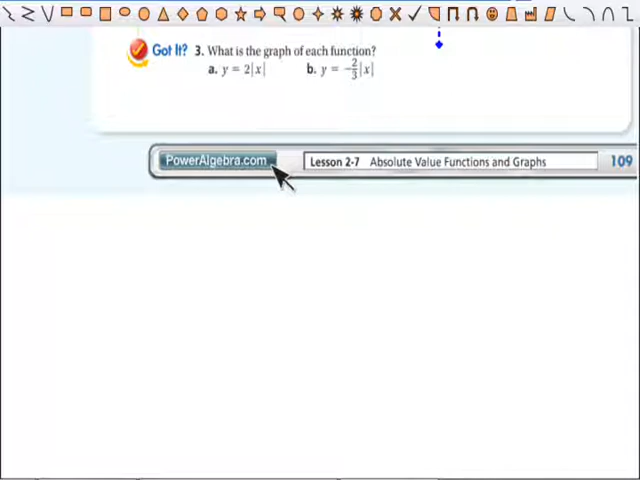 Got It? 3. What is the graph of each function?
a. y = 2|x| b. y = -2/3|x|
PowerAlgebra.com Lesson 2-7 Absolute Value Functions and Graphs 109